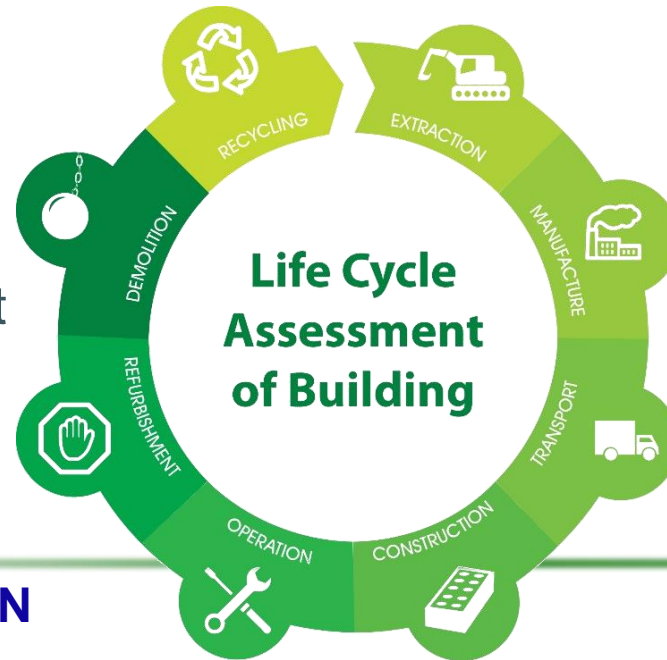 RECYCLING
EXTRACTION
MANUFACTURE
TRANSPORT
CONSTRUCTION
OPERATION
REFURBISHMENT
DEMOLITION
Life Cycle
Assessment
of Building
t
N